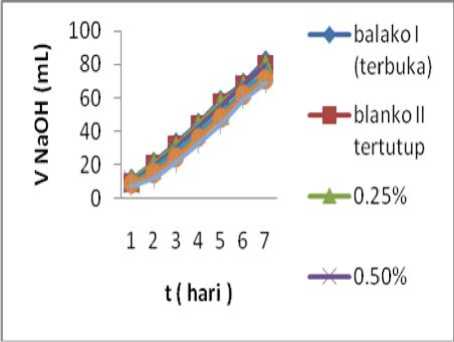 100
80
60
40
20
0
V NaOH (mL)
1 2 3 4 5 6 7
t ( hari )
balako I
(terbuka)
blanko II
tertutup
0.25%
0.50%